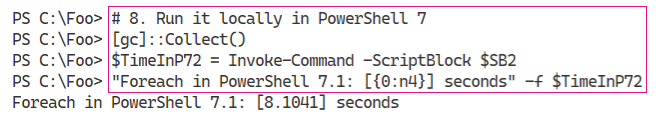 PS C:\Foo> # 8. Run it locally in PowerShell 7
PS C:\Foo> [gc]::Collect()
PS C:\Foo> $TimeInP72 = Invoke-Command -ScriptBlock $SB2
PS C:\Foo> "Foreach in PowerShell 7.1: [{0:n4}] seconds" -f $TimeInP72
Foreach in PowerShell 7.1: [8.1041] seconds